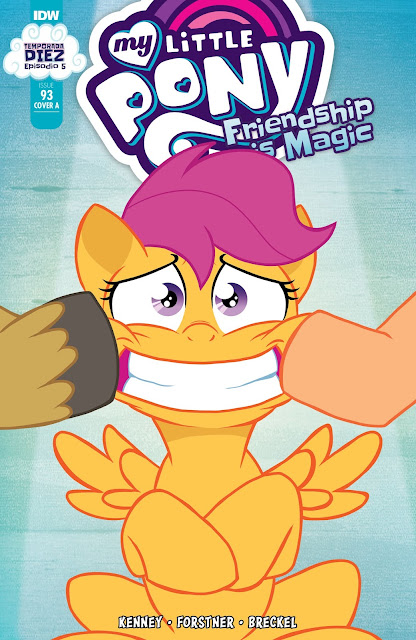 IDW
TEMPORADA
DIEZ
Episodio 5
ISSUE
93
COVER A
my
LITTLE
PONY
Friendship
is Magic
KENNEY • FORSTNER • BRECKEL